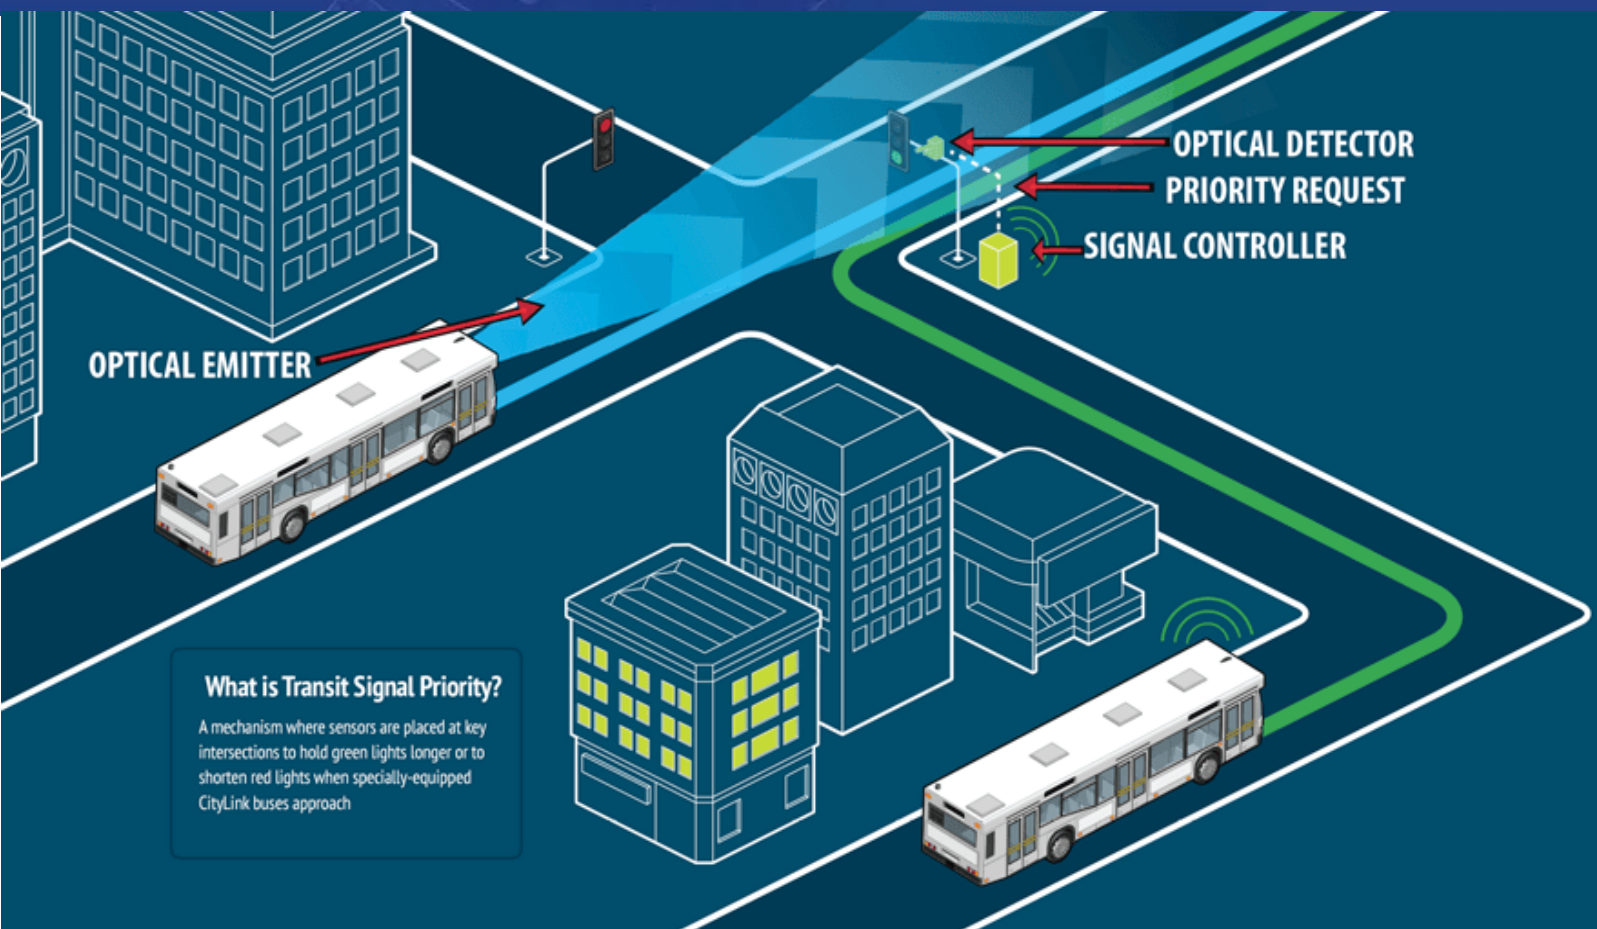 OPTICAL DETECTOR
PRIORITY REQUEST
SIGNAL CONTROLLER
OPTICAL EMITTER
What is Transit Signal Priority?
A mechanism where sensors are placed at key
intersections to hold green lights longer or to
shorten red lights when specially-equipped
CityLink buses approach